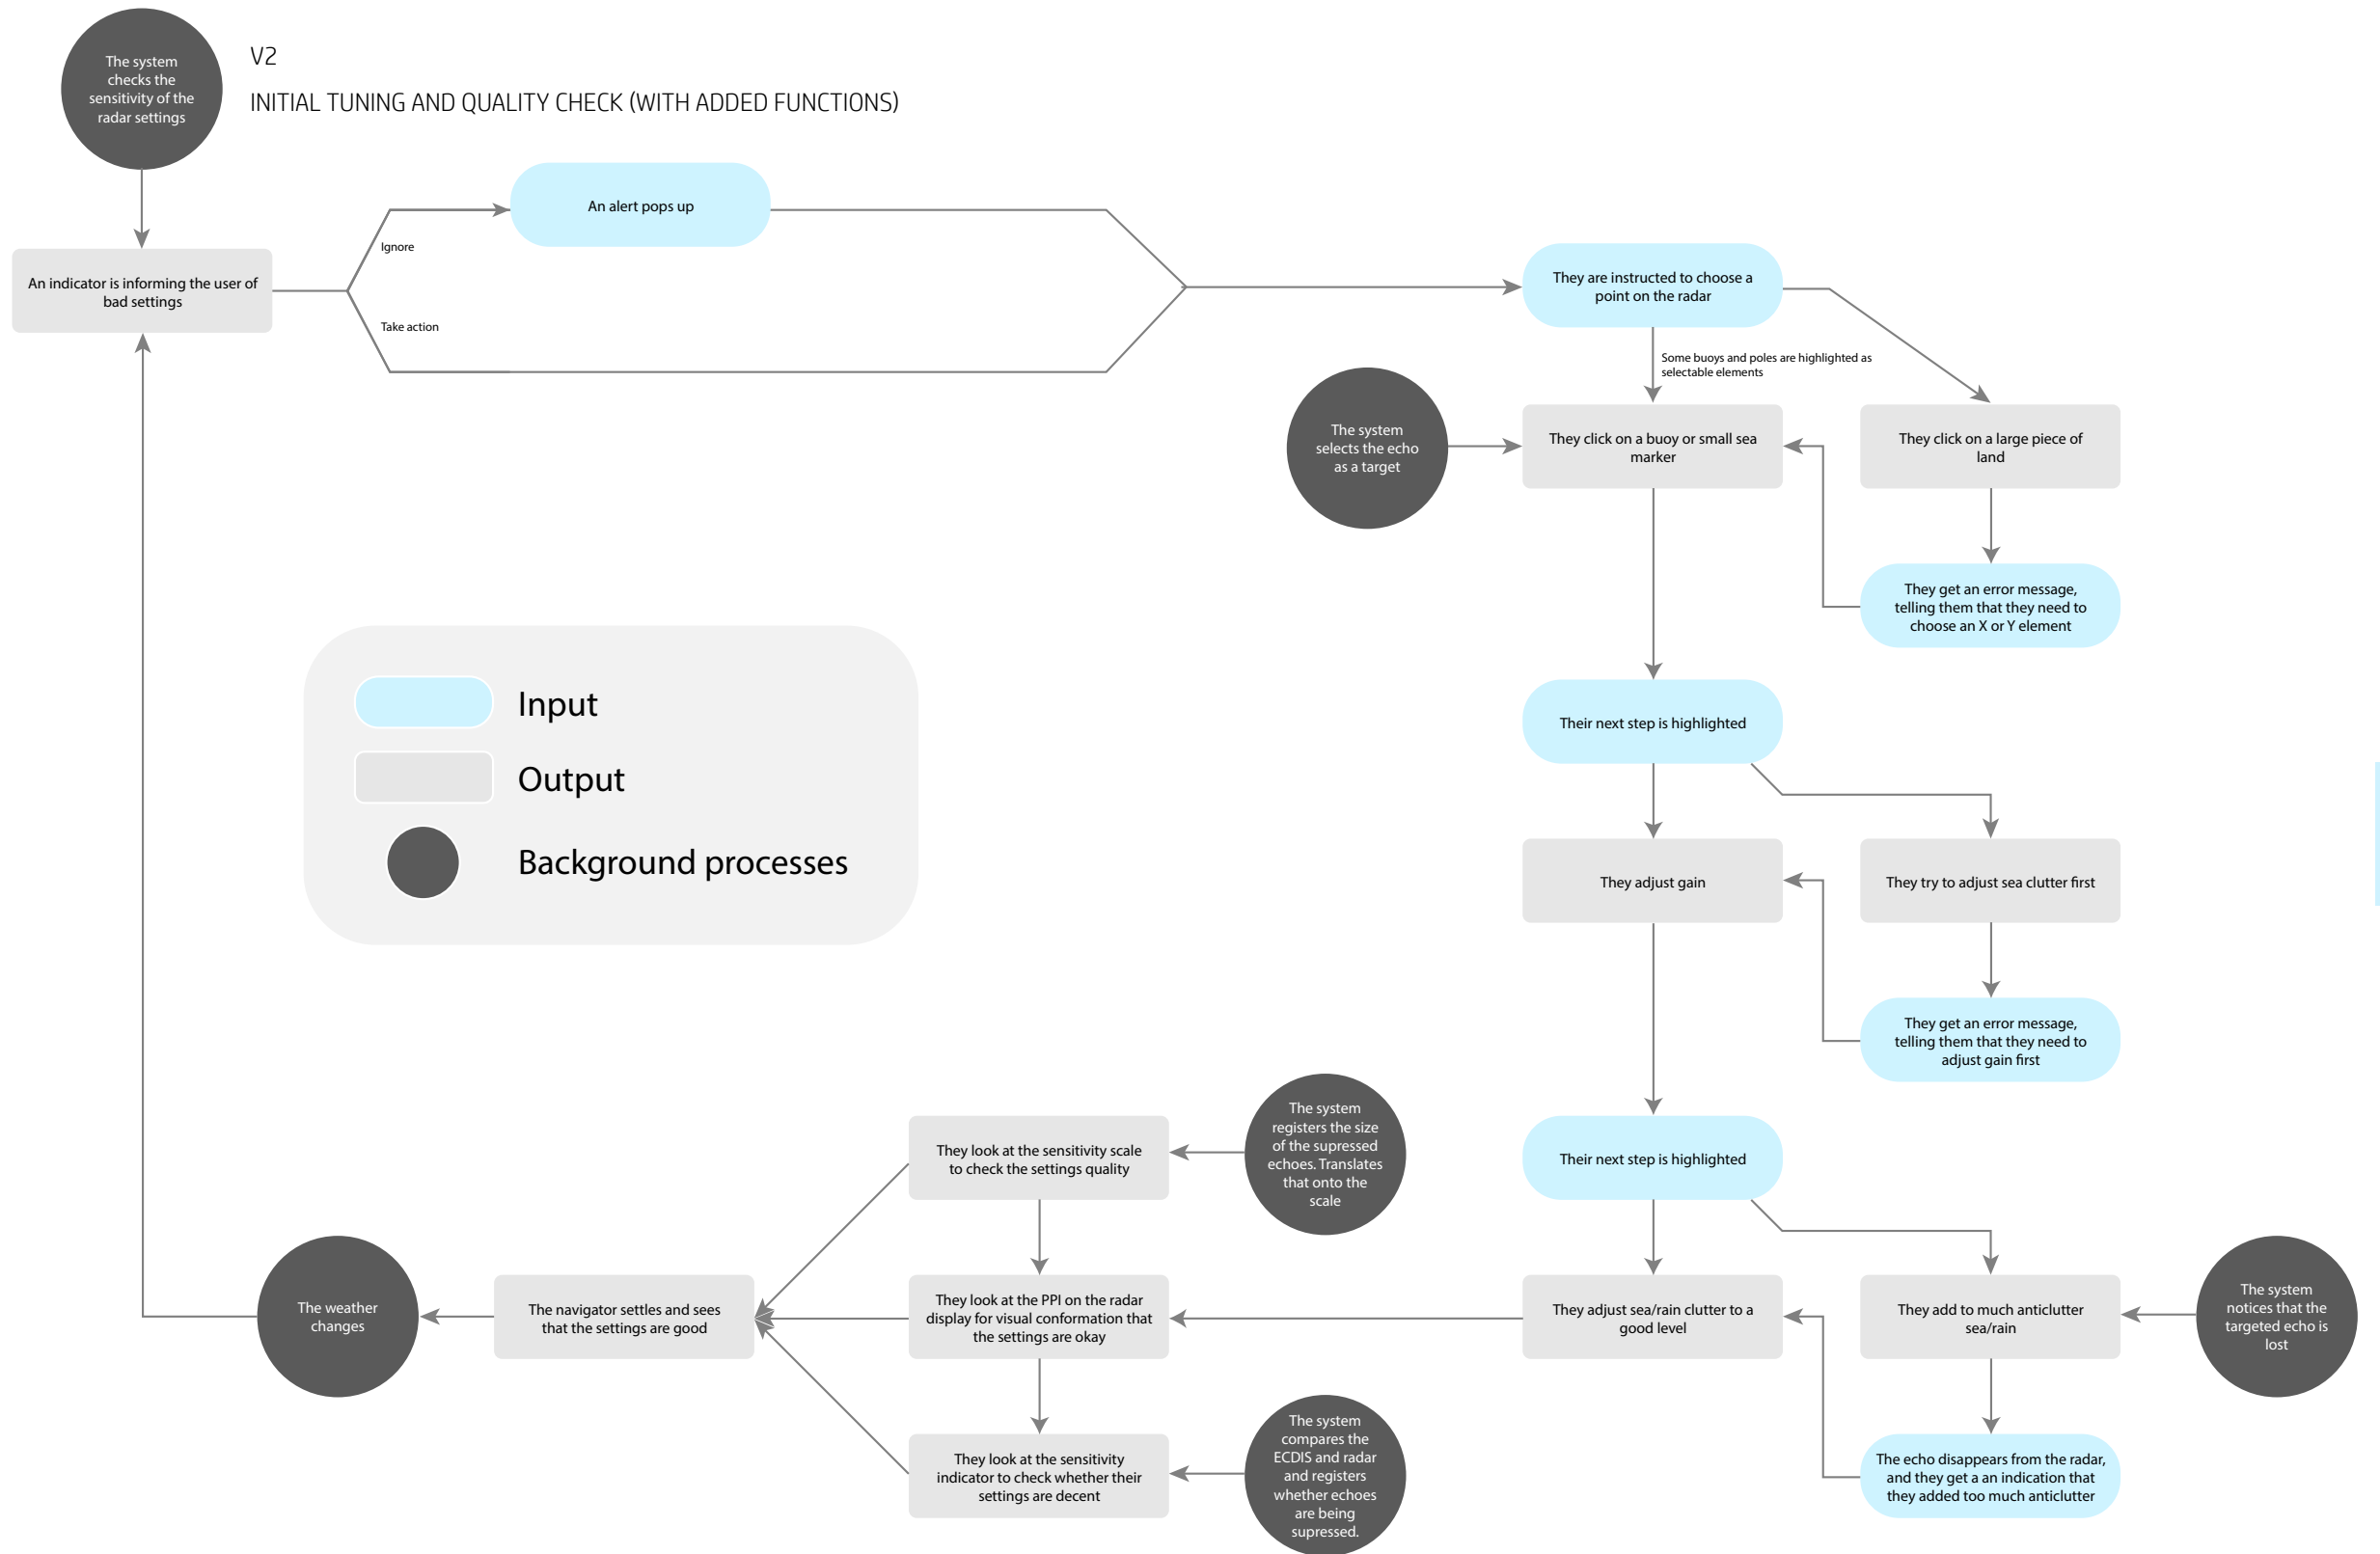 The system
checks the
sensitivity of the
radar settings
V2
INITIAL TUNING AND QUALITY CHECK (WITH ADDED FUNCTIONS)
An alert pops up
Ignore
An indicator is informing the user of
bad settings
Take action
They are instructed to choose a
point on the radar
Some buoys and poles are highlighted as
selectable elements
The system
selects the echo
as a target
They click on a buoy or small sea
marker
They click on a large piece of
land
They get an error message,
telling them that they need to
choose an X or Y element
Input
Output
Background processes
Their next step is highlighted
They adjust gain
They try to adjust sea clutter first
They get an error message,
telling them that they need to
adjust gain first
They look at the sensitivity scale
to check the settings quality
The system
registers the size
of the supressed
echoes. Translates
that onto the
scale
Their next step is highlighted
The weather
changes
The navigator settles and sees
that the settings are good
They look at the PPI on the radar
display for visual conformation that
the settings are okay
They adjust sea/rain clutter to a
good level
They add to much anticlutter
sea/rain
The system
notices that the
targeted echo is
lost
They look at the sensitivity
indicator to check whether their
settings are decent
The system
compares the
ECDIS and radar
and registers
whether echoes
are being
supressed.
The echo disappears from the radar,
and they get a an indication that
they added too much anticlutter